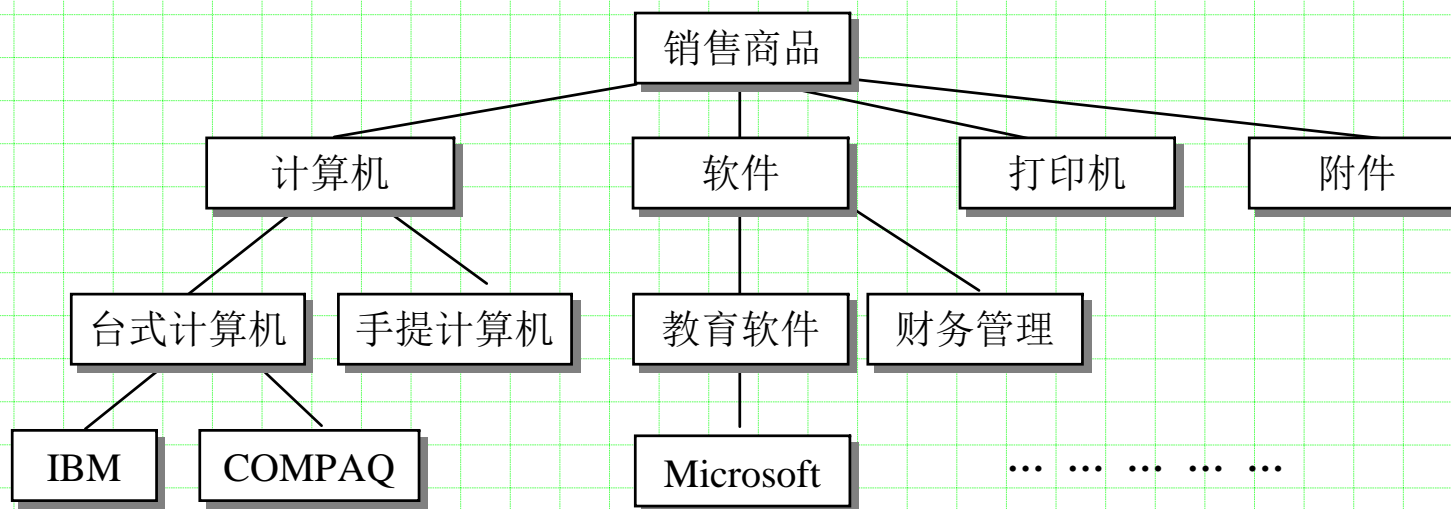 销售商品
计算机
软件
打印机
附件
台式计算机
手提计算机
教育软件
财务管理
IBM
COMPAQ
Microsoft
… … … … …